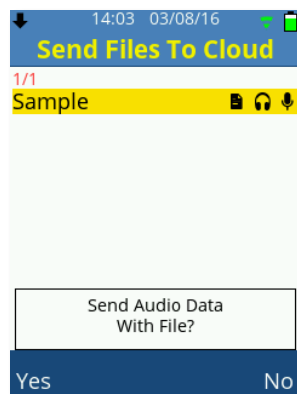 14:03 03/08/16
Send Files To Cloud
1/1
Sample
Send Audio Data
With File?
Yes No